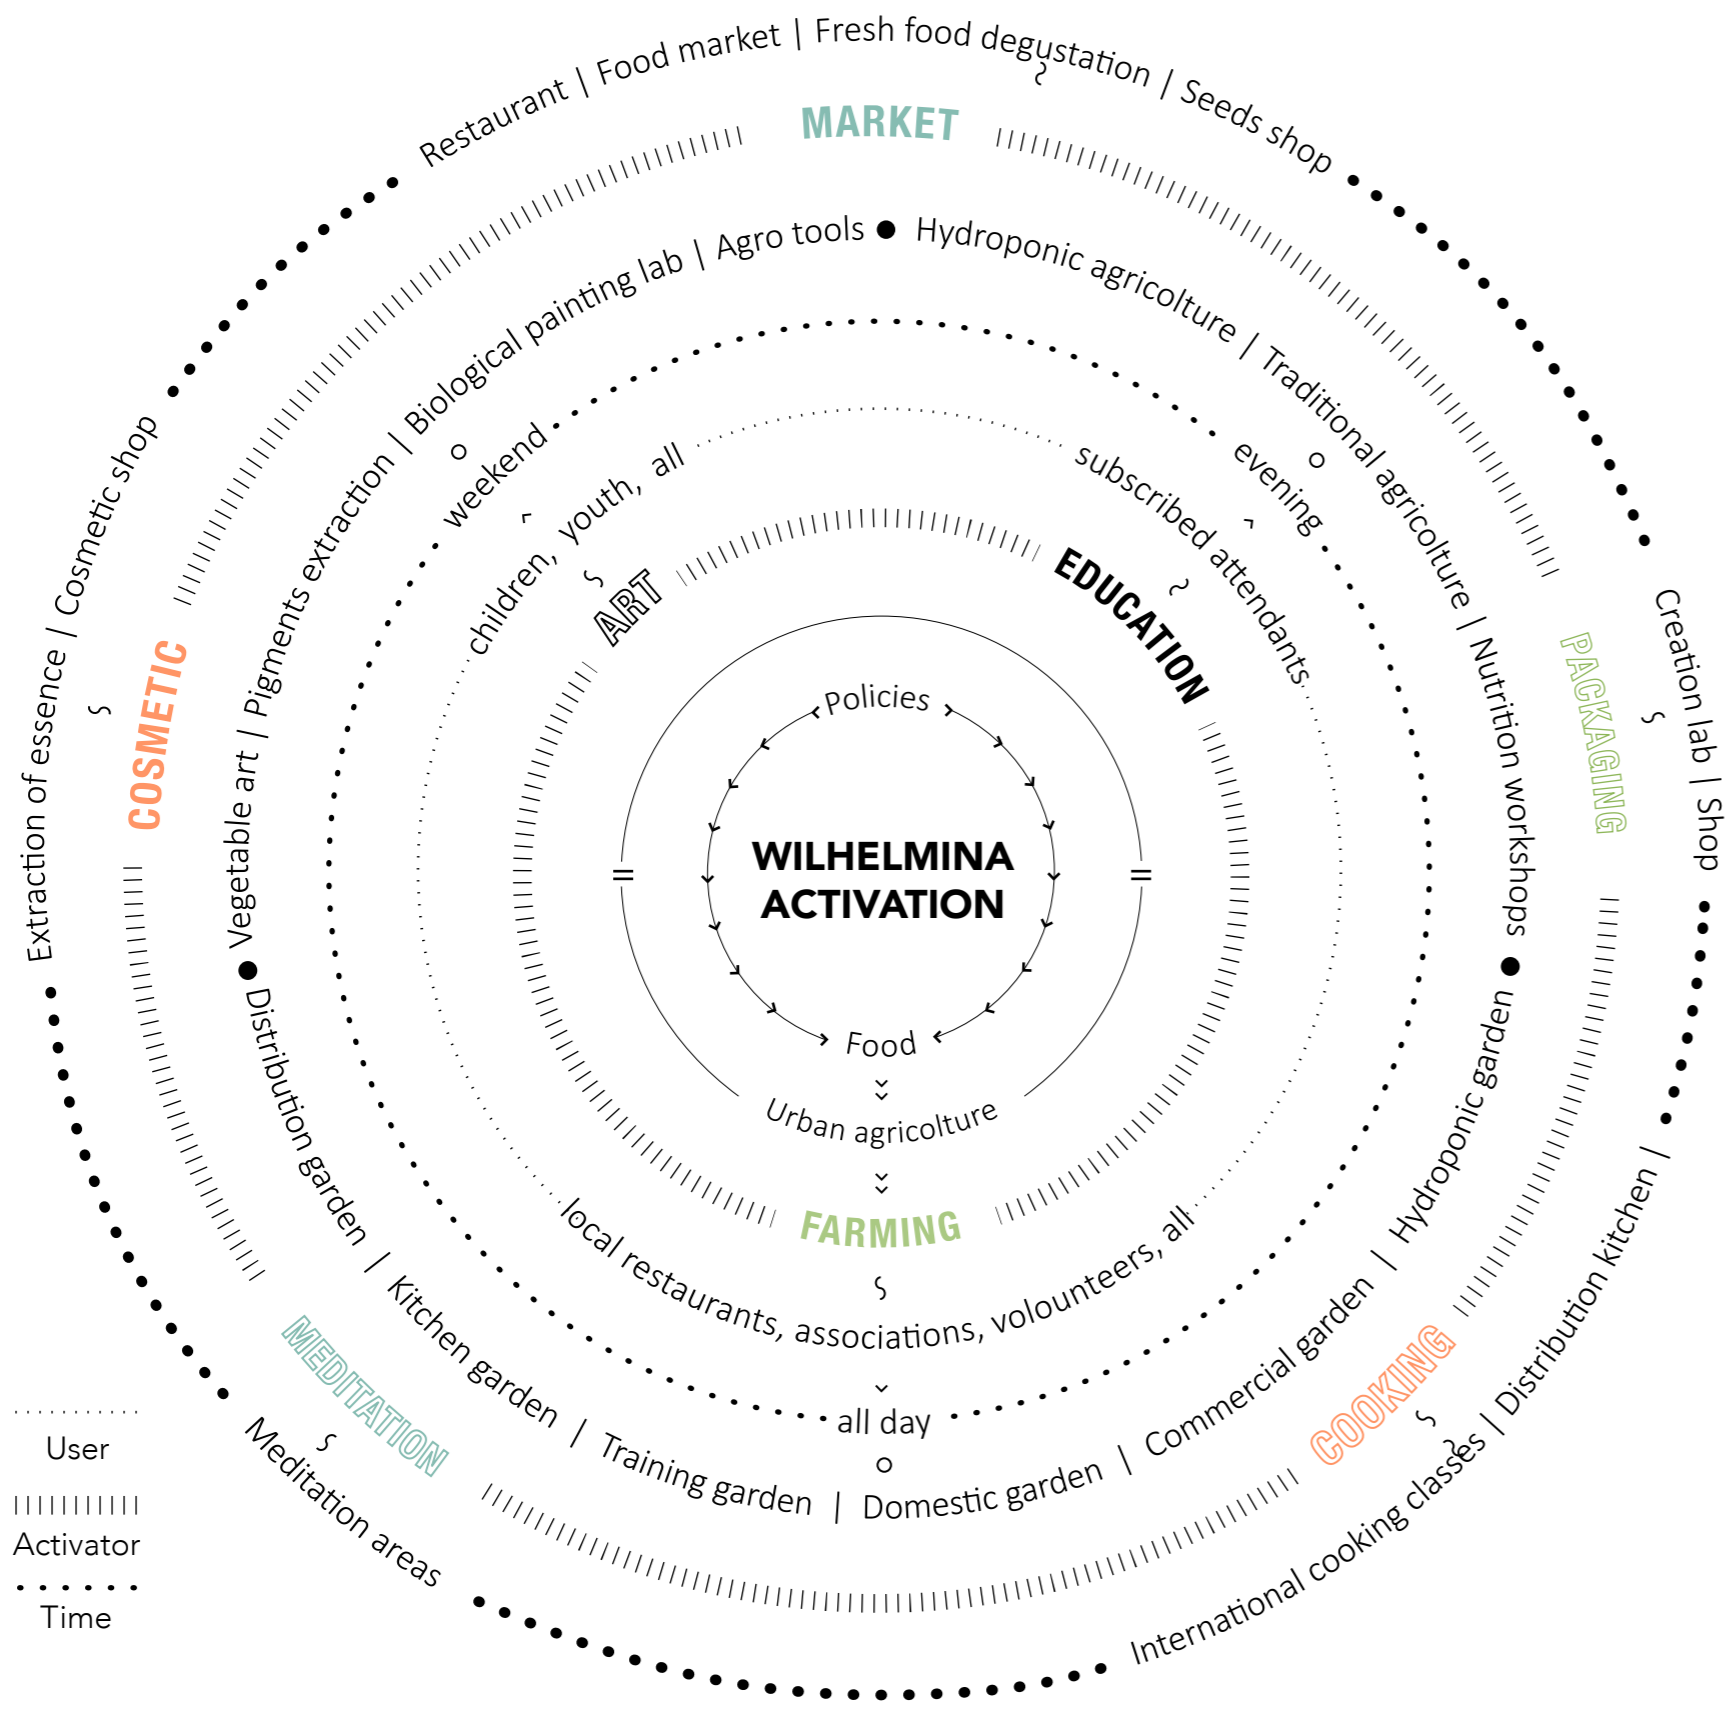 Restaurant | Food market | Fresh food degustation | Seeds shop
MARKET
Vegetable art | Pigments extraction | Biological painting lab | Agro tools
Hydroponic agricolture | Traditional agricolture | Nutrition workshops
weekend
evening
children, youth, all
subscribed attendants
ART
EDUCATION
Extraction of essence | Cosmetic shop
COSMETIC
PACKAGING
Creation lab | Shop
Policies
WILHELMINA
ACTIVATION
= =
Food
Urban agricolture
FARMING
local restaurants, associations, volounteers, all
all day
Distribution garden | Kitchen garden | Training garden | Domestic garden | Commercial garden | Hydroponic garden
MEDITATION
Meditation areas
COOKING
International cooking classes | Distribution kitchen |
User
Activator
Time